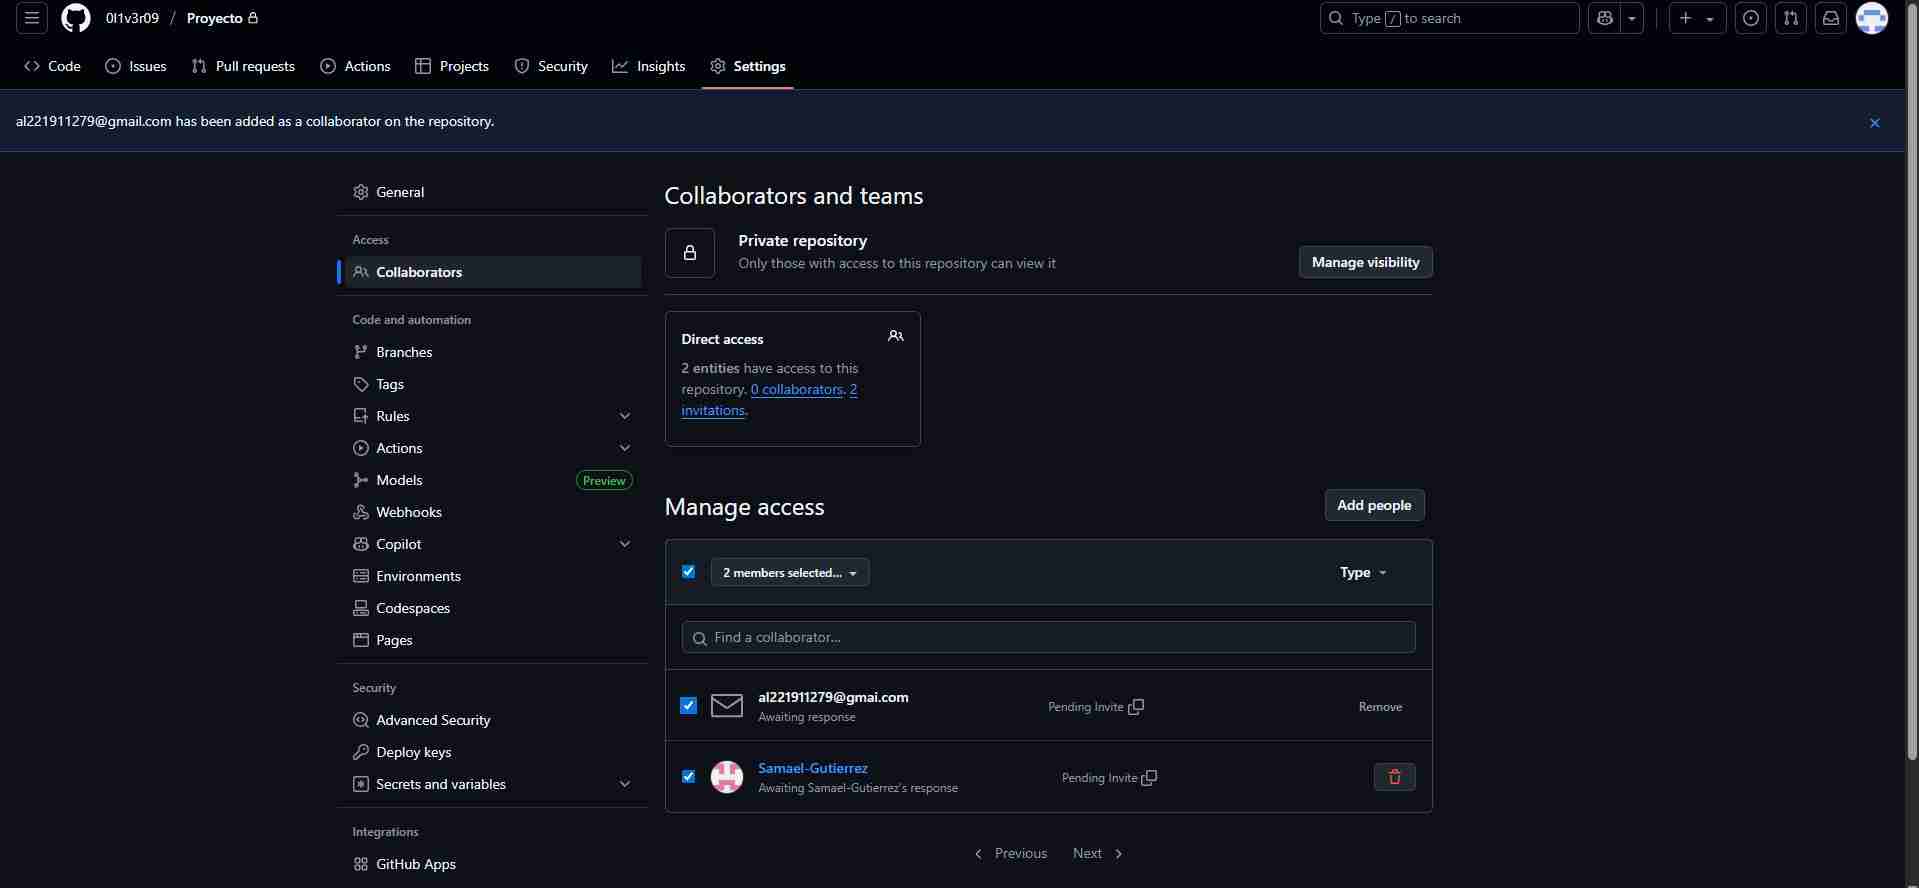 0l1v3r09 / Proyecto
Type / to search
Code
Issues
Pull requests
Actions
Projects
Security
Insights
Settings
al221911279@gmail.com has been added as a collaborator on the repository.
General
Access
Collaborators
Code and automation
Branches
Tags
Rules
Actions
Models
Preview
Webhooks
Copilot
Environments
Codespaces
Pages
Security
Advanced Security
Deploy keys
Secrets and variables
Integrations
GitHub Apps
Collaborators and teams
Private repository
Only those with access to this repository can view it
Manage visibility
Direct access
2 entities have access to this
repository. 0 collaborators. 2
invitations.
Manage access
Add people
2 members selected...
Type
Find a collaborator...
al221911279@gmai.com
Awaiting response
Pending Invite
Remove
Samael-Gutierrez
Awaiting Samael-Gutierrez's response
Pending Invite
Previous
Next